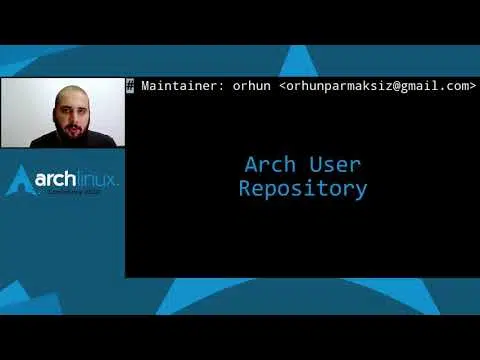 # Maintainer: orhun <orhunparmaksiz@gmail.com>
Arch User
Repository
archlinux.